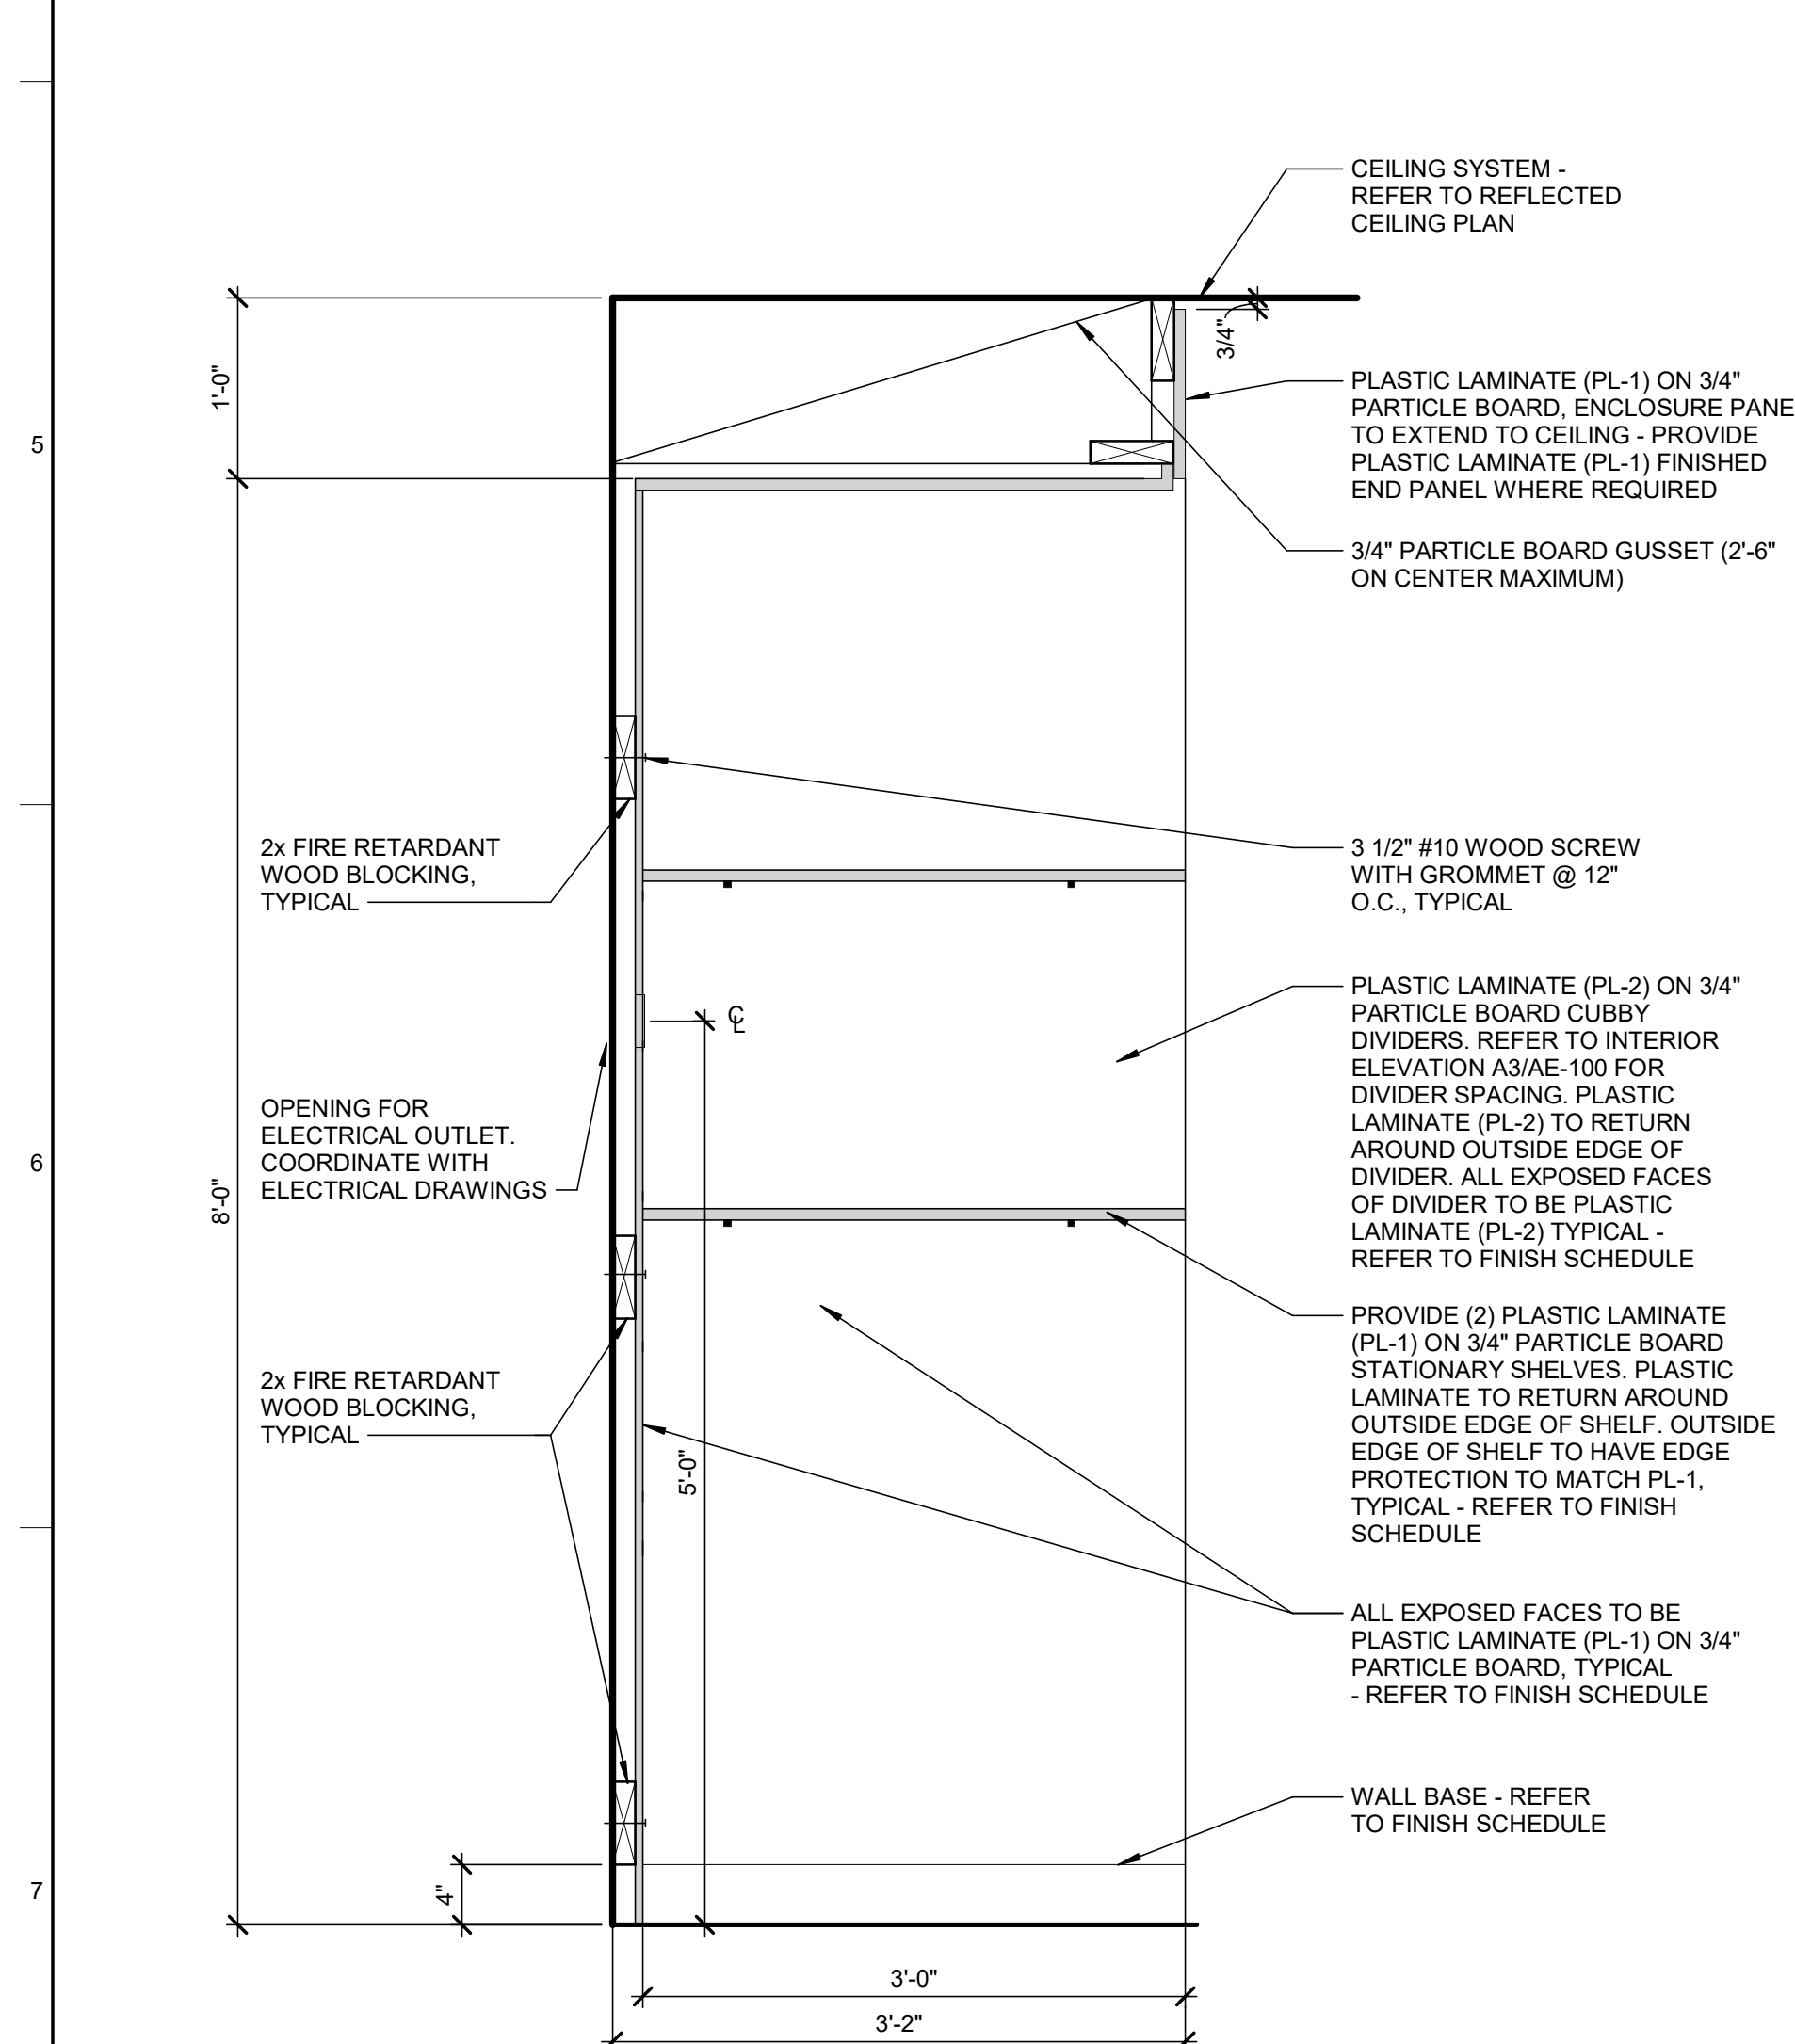 CEILING SYSTEM -
REFER TO REFLECTED
CEILING PLAN
3/4"
1'-0"
PLASTIC LAMINATE (PL-1) ON 3/4"
PARTICLE BOARD, ENCLOSURE PANE
TO EXTEND TO CEILING - PROVIDE
PLASTIC LAMINATE (PL-1) FINISHED
END PANEL WHERE REQUIRED
5
3/4" PARTICLE BOARD GUSSET (2'-6"
ON CENTER MAXIMUM)
2x FIRE RETARDANT
WOOD BLOCKING,
TYPICAL
3 1/2" #10 WOOD SCREW
WITH GROMMET @ 12"
O.C., TYPICAL
CL
PLASTIC LAMINATE (PL-2) ON 3/4"
PARTICLE BOARD CUBBY
DIVIDERS. REFER TO INTERIOR
ELEVATION A3/AE-100 FOR
DIVIDER SPACING. PLASTIC
LAMINATE (PL-2) TO RETURN
AROUND OUTSIDE EDGE OF
DIVIDER. ALL EXPOSED FACES
OF DIVIDER TO BE PLASTIC
LAMINATE (PL-2) TYPICAL -
REFER TO FINISH SCHEDULE
OPENING FOR
ELECTRICAL OUTLET.
COORDINATE WITH
ELECTRICAL DRAWINGS
6
8'-0"
PROVIDE (2) PLASTIC LAMINATE
(PL-1) ON 3/4" PARTICLE BOARD
STATIONARY SHELVES. PLASTIC
LAMINATE TO RETURN AROUND
OUTSIDE EDGE OF SHELF. OUTSIDE
EDGE OF SHELF TO HAVE EDGE
PROTECTION TO MATCH PL-1,
TYPICAL - REFER TO FINISH
SCHEDULE
2x FIRE RETARDANT
WOOD BLOCKING,
TYPICAL
5'-0"
ALL EXPOSED FACES TO BE
PLASTIC LAMINATE (PL-1) ON 3/4"
PARTICLE BOARD, TYPICAL
- REFER TO FINISH SCHEDULE
WALL BASE - REFER
TO FINISH SCHEDULE
7
4"
3'-0"
3'-2"